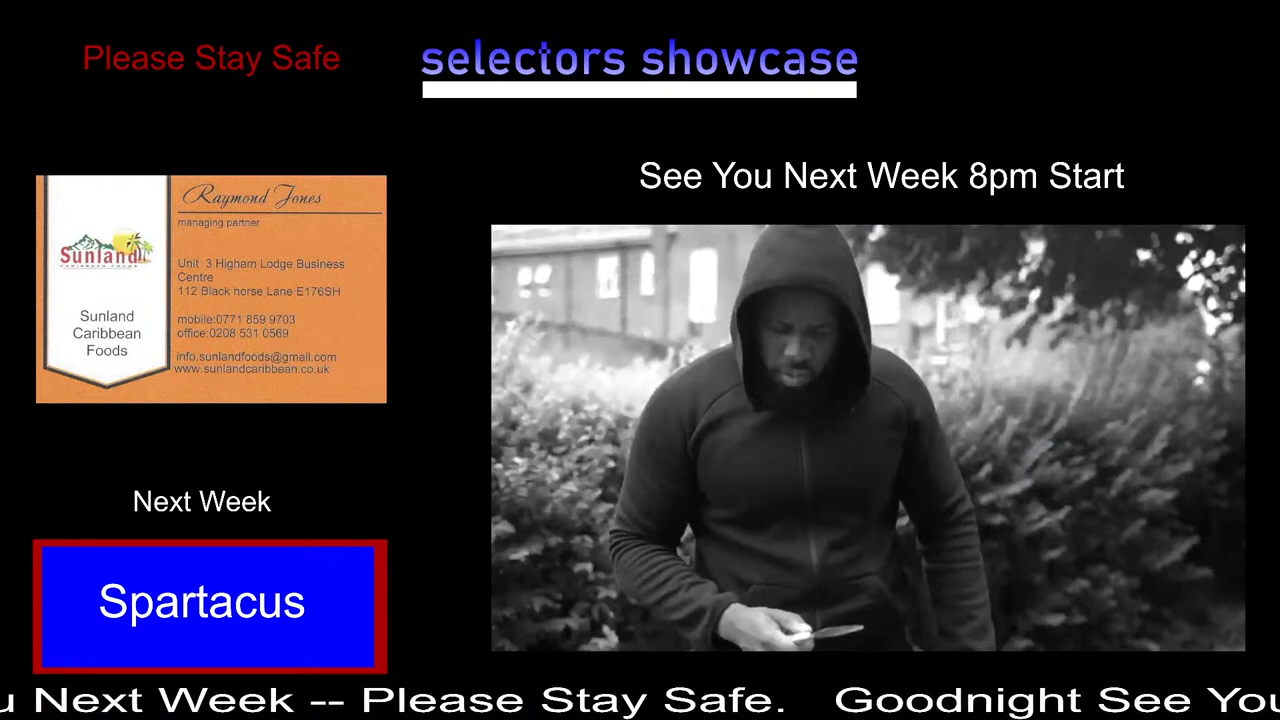 Please Stay Safe
selectors showcase
See You Next Week 8pm Start
Raymond Jones
managing partner
Sunland
Unit 3 Higham Lodge Business
Centre
112 Black horse Lane E176SH
Sunland
Caribbean
Foods
mobile:0771 859 9703
office:0208 531 0569
info.sunlandfoods@gmail.com
www.sunlandcaribbean.co.uk
Next Week
Spartacus
u Next Week -- Please Stay Safe. Goodnight See You